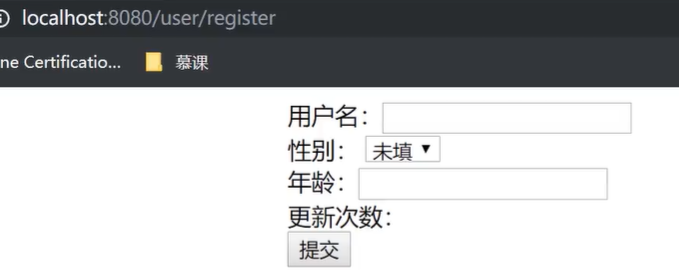 localhost:8080/user/register
ne Certificatio... 慕课
用户名：
性别： 未填
年龄：
更新次数：
提交